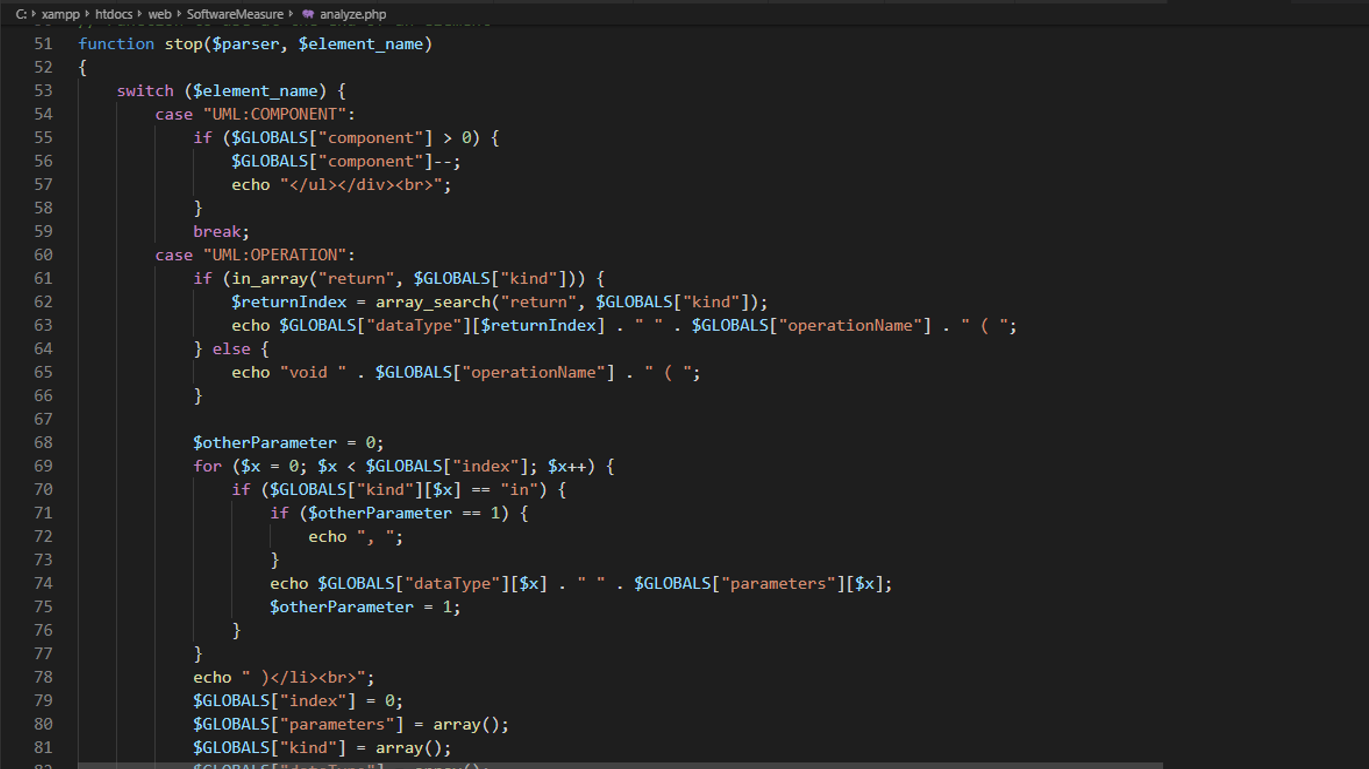 C: > xampp > htdocs > web > SoftwareMeasure > analyze.php
51 function stop($parser, $element_name)
52 {
53     switch ($element_name) {
54         case "UML:COMPONENT":
55             if ($GLOBALS["component"] > 0) {
56                 $GLOBALS["component"]--;
57                 echo "</ul></div><br>";
58             }
59             break;
60         case "UML:OPERATION":
61             if (in_array("return", $GLOBALS["kind"])) {
62                 $returnIndex = array_search("return", $GLOBALS["kind"]);
63                 echo $GLOBALS["dataType"][$returnIndex] . " " . $GLOBALS["operationName"] . " ( ";
64             } else {
65                 echo "void " . $GLOBALS["operationName"] . " ( ";
66             }
67
68             $otherParameter = 0;
69             for ($x = 0; $x < $GLOBALS["index"]; $x++) {
70                 if ($GLOBALS["kind"][$x] == "in") {
71                     if ($otherParameter == 1) {
72                         echo ", ";
73                     }
74                     echo $GLOBALS["dataType"][$x] . " " . $GLOBALS["parameters"][$x];
75                     $otherParameter = 1;
76                 }
77             }
78             echo " )</li><br>";
79             $GLOBALS["index"] = 0;
80             $GLOBALS["parameters"] = array();
81             $GLOBALS["kind"] = array();
82             $GLOBALS["dataType"] = array();